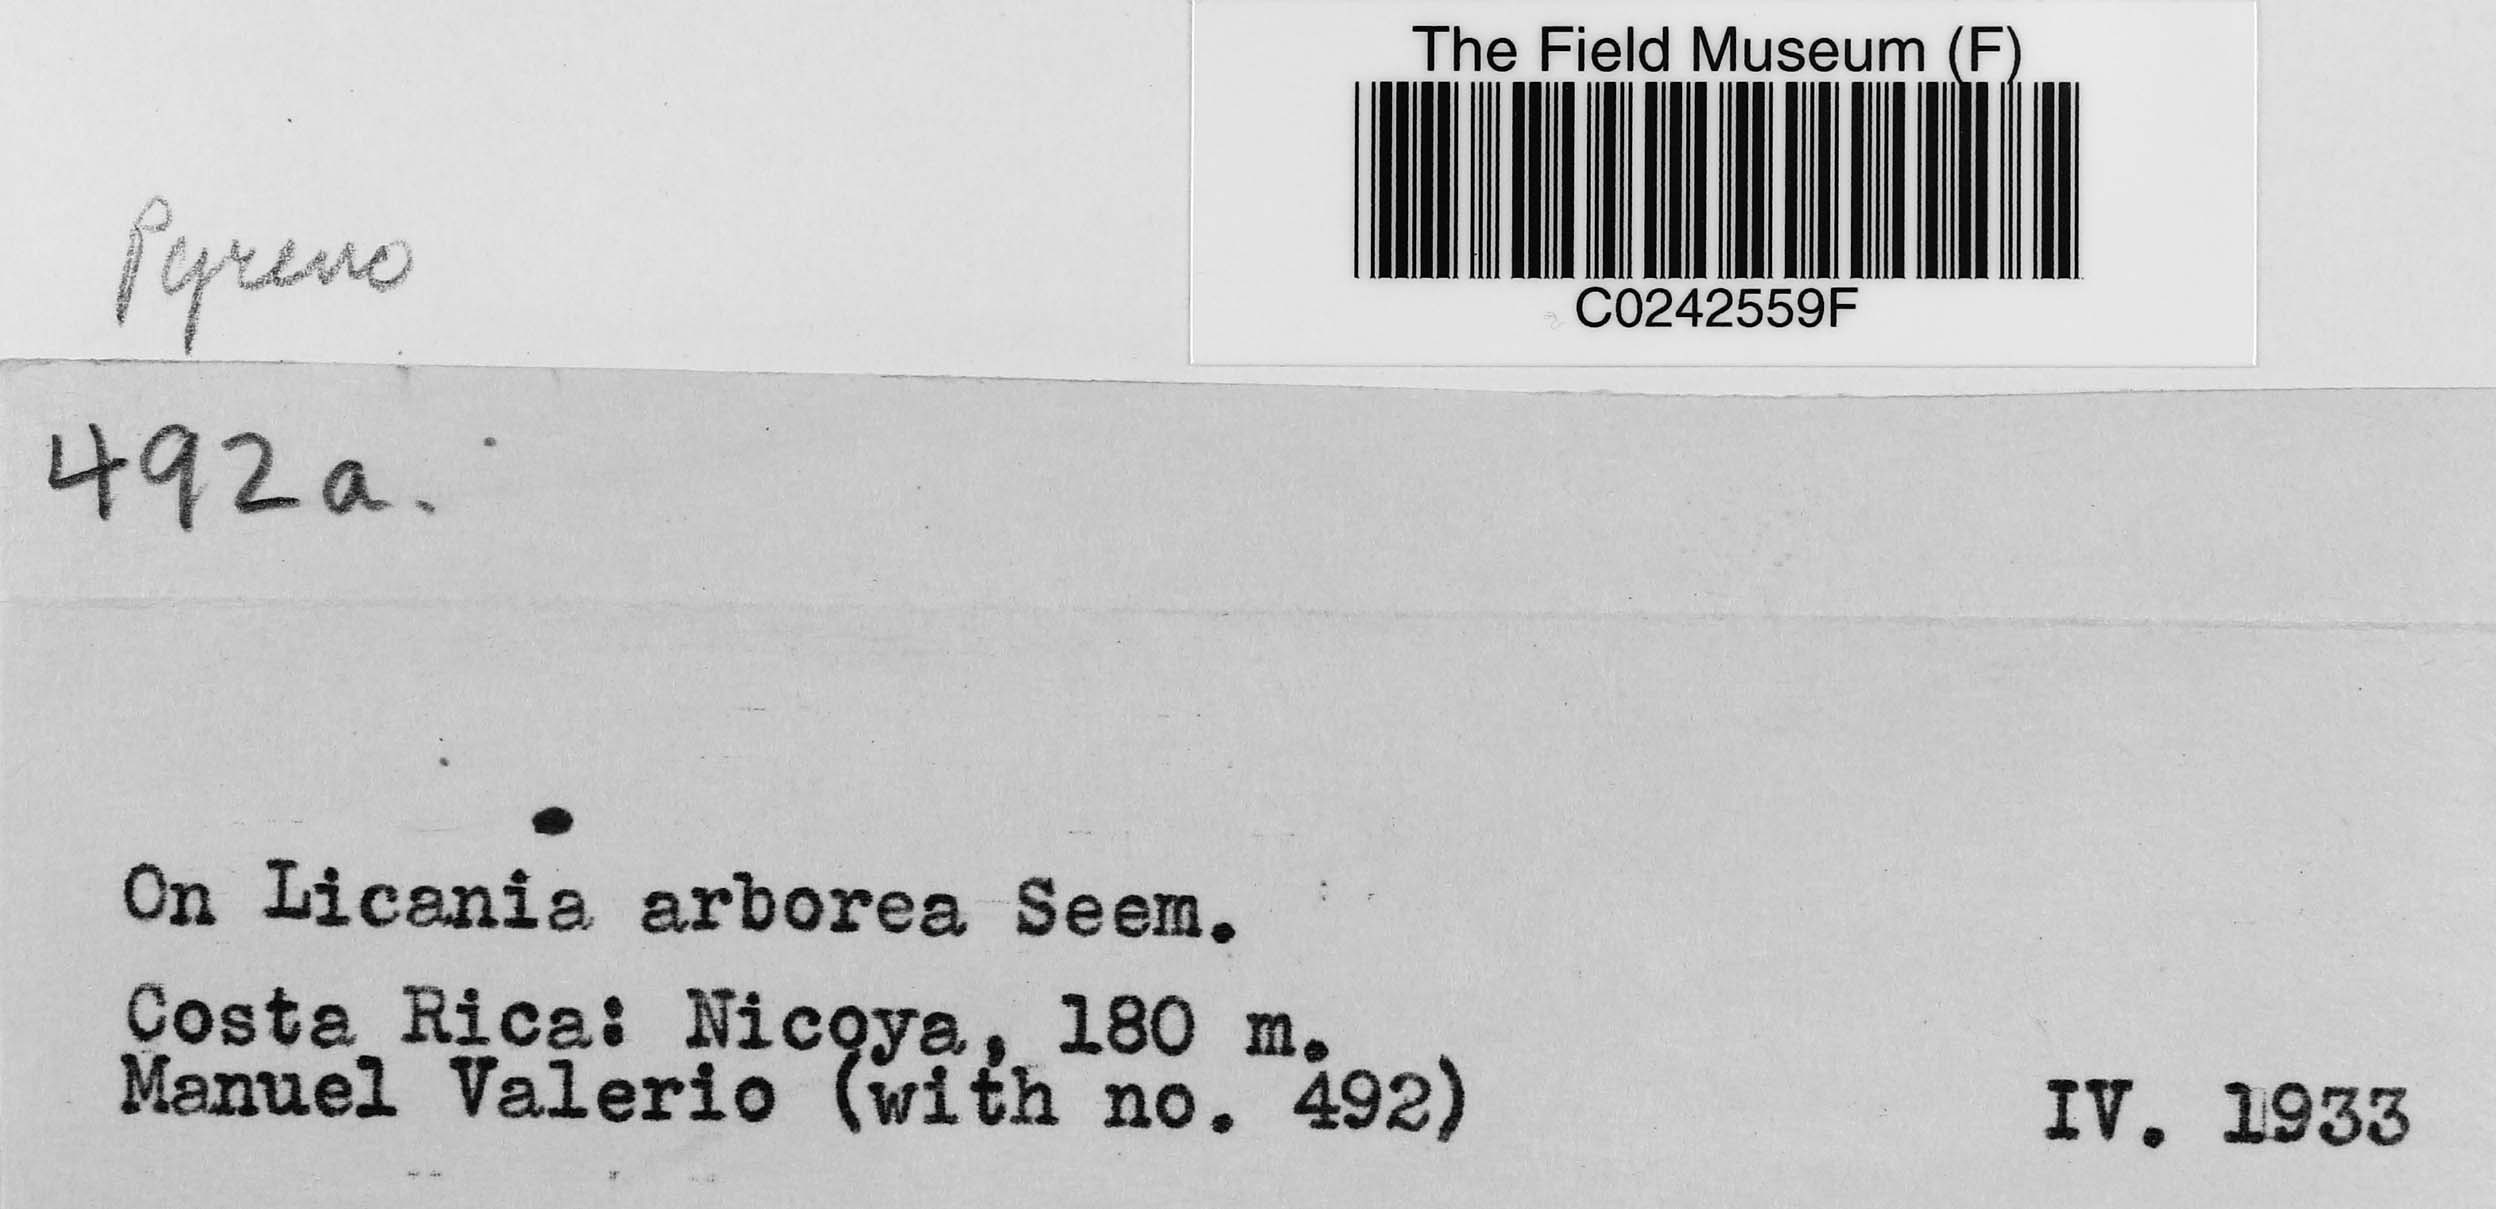 The Field Museum (F)
C0242559F
Pyreno
492a.
On Licania arborea Seem.
Costa Rica: Nicoya, 180 m.
Manuel Valerio (with no. 492)
IV. 1933